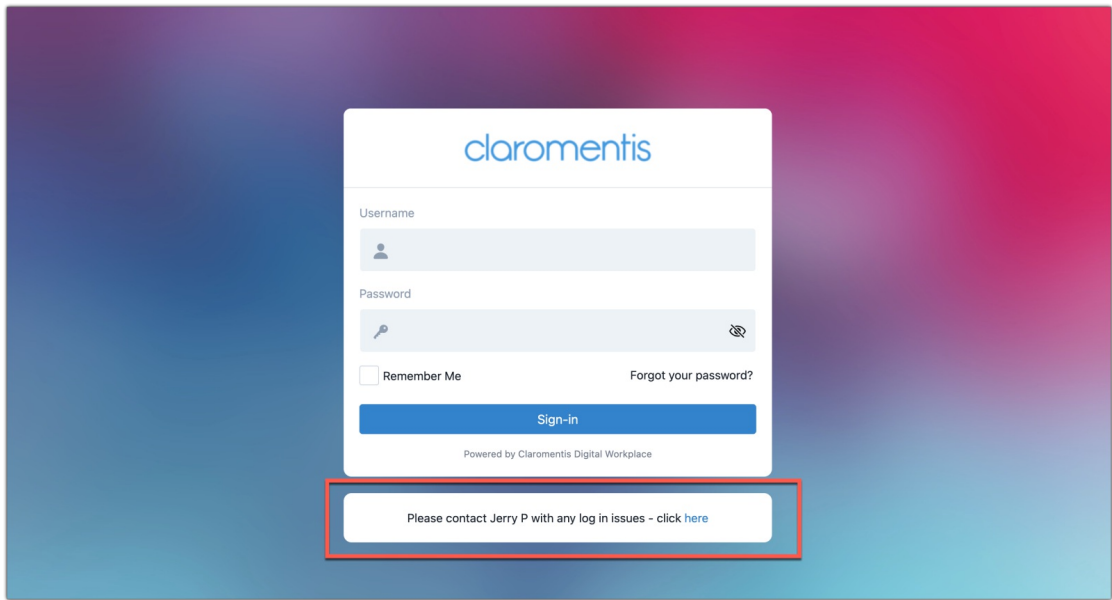 claromentis
Username
Password
Remember Me
Forgot your password?
Sign-in
Powered by Claromentis Digital Workplace
Please contact Jerry P with any log in issues - click here